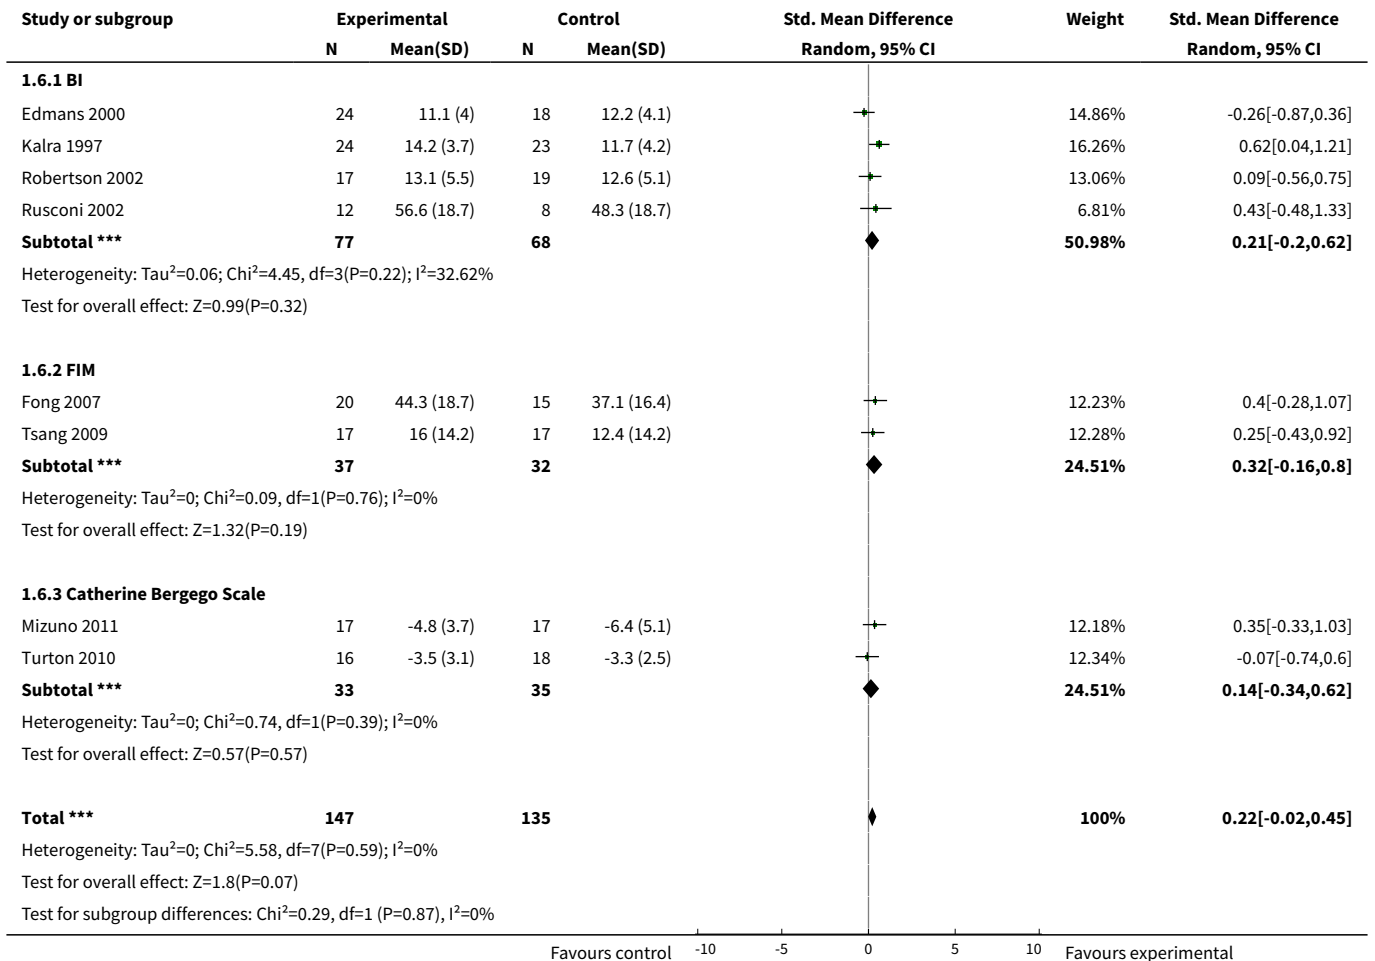 Study or subgroup Experimental Control Std. Mean Difference Weight Std. Mean Difference
N Mean(SD) N Mean(SD) Random, 95% CI Random, 95% CI
1.6.1 BI
Edmans 2000 24 11.1 (4) 18 12.2 (4.1) 14.86% -0.26[-0.87,0.36]
Kalra 1997 24 14.2 (3.7) 23 11.7 (4.2) 16.26% 0.62[0.04,1.21]
Robertson 2002 17 13.1 (5.5) 19 12.6 (5.1) 13.06% 0.09[-0.56,0.75]
Rusconi 2002 12 56.6 (18.7) 8 48.3 (18.7) 6.81% 0.43[-0.48,1.33]
Subtotal *** 77 68 50.98% 0.21[-0.2,0.62]
Heterogeneity: Tau²=0.06; Chi²=4.45, df=3(P=0.22); I²=32.62%
Test for overall effect: Z=0.99(P=0.32)
1.6.2 FIM
Fong 2007 20 44.3 (18.7) 15 37.1 (16.4) 12.23% 0.4[-0.28,1.07]
Tsang 2009 17 16 (14.2) 17 12.4 (14.2) 12.28% 0.25[-0.43,0.92]
Subtotal *** 37 32 24.51% 0.32[-0.16,0.8]
Heterogeneity: Tau²=0; Chi²=0.09, df=1(P=0.76); I²=0%
Test for overall effect: Z=1.32(P=0.19)
1.6.3 Catherine Bergego Scale
Mizuno 2011 17 -4.8 (3.7) 17 -6.4 (5.1) 12.18% 0.35[-0.33,1.03]
Turton 2010 16 -3.5 (3.1) 18 -3.3 (2.5) 12.34% -0.07[-0.74,0.6]
Subtotal *** 33 35 24.51% 0.14[-0.34,0.62]
Heterogeneity: Tau²=0; Chi²=0.74, df=1(P=0.39); I²=0%
Test for overall effect: Z=0.57(P=0.57)
Total *** 147 135 100% 0.22[-0.02,0.45]
Heterogeneity: Tau²=0; Chi²=5.58, df=7(P=0.59); I²=0%
Test for overall effect: Z=1.8(P=0.07)
Test for subgroup differences: Chi²=0.29, df=1 (P=0.87), I²=0%
Favours control -10 -5 0 5 10 Favours experimental